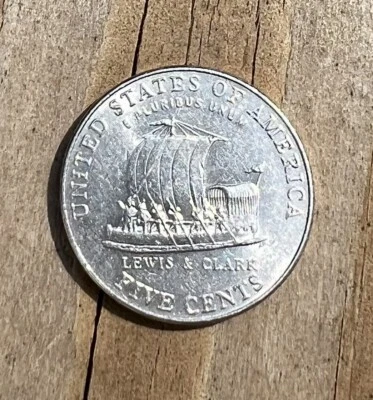 UNITED STATES OF AMERICA
E PLURIBUS UNUM
LEWIS & CLARK
FIVE CENTS